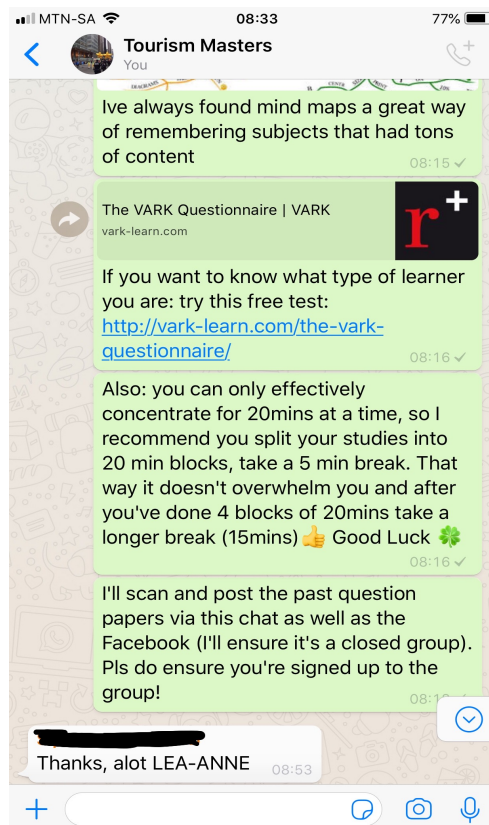 MTN-SA 08:33 77%
Tourism Masters
You
Ive always found mind maps a great way
of remembering subjects that had tons
of content
08:15
The VARK Questionnaire | VARK
vark-learn.com
r+
If you want to know what type of learner
you are: try this free test:
http://vark-learn.com/the-vark-
questionnaire/
08:16
Also: you can only effectively
concentrate for 20mins at a time, so I
recommend you split your studies into
20 min blocks, take a 5 min break. That
way it doesn't overwhelm you and after
you've done 4 blocks of 20mins take a
longer break (15mins)👍 Good Luck 🍀
08:16
I'll scan and post the past question
papers via this chat as well as the
Facebook (I'll ensure it's a closed group).
Pls do ensure you're signed up to the
group!
Thanks, alot LEA-ANNE
08:53